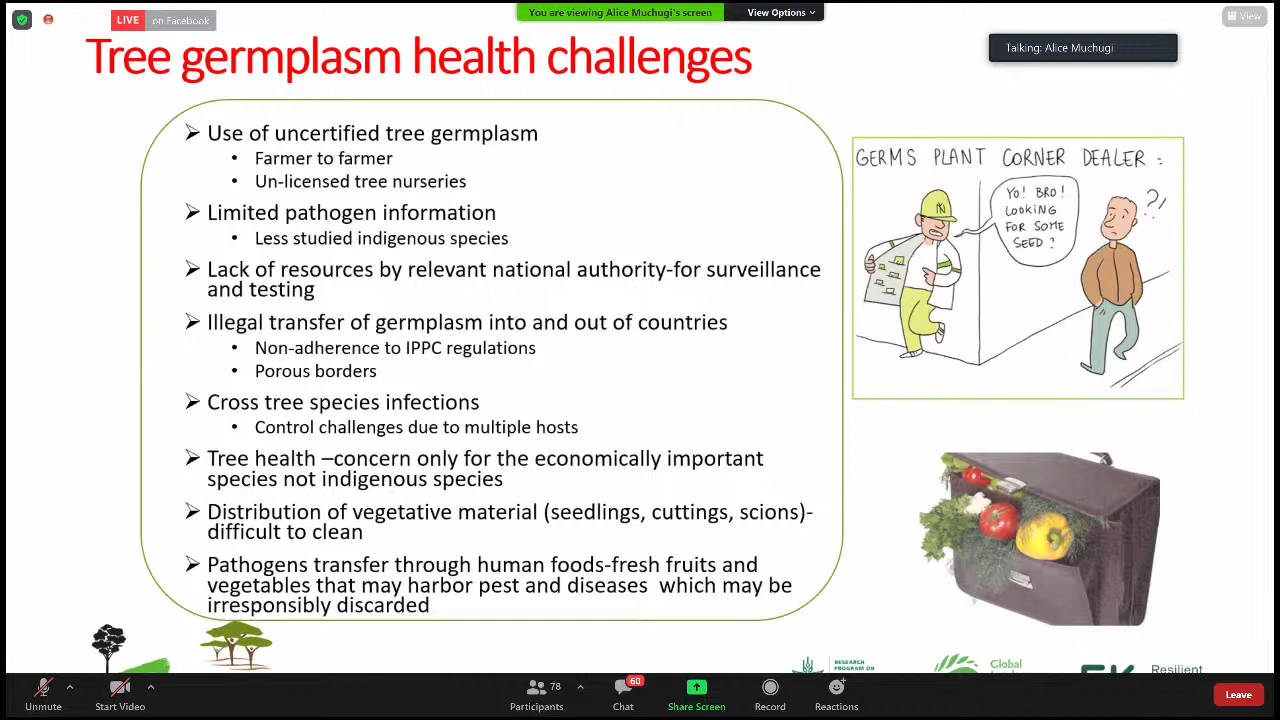 LIVE on Facebook
You are viewing Alice Muchugi's screen
View Options
View
Talking: Alice Muchugi
Tree germplasm health challenges
➢ Use of uncertified tree germplasm
• Farmer to farmer
• Un-licensed tree nurseries
➢ Limited pathogen information
• Less studied indigenous species
➢ Lack of resources by relevant national authority-for surveillance
and testing
➢ Illegal transfer of germplasm into and out of countries
• Non-adherence to IPPC regulations
• Porous borders
➢ Cross tree species infections
• Control challenges due to multiple hosts
➢ Tree health –concern only for the economically important
species not indigenous species
➢ Distribution of vegetative material (seedlings, cuttings, scions)-
difficult to clean
➢ Pathogens transfer through human foods-fresh fruits and
vegetables that may harbor pest and diseases which may be
irresponsibly discarded
GERMS PLANT CORNER DEALER :
YO! BRO!
LOOKING
FOR SOME
SEED?
?!
RESEARCH
PROGRAM ON
Global
Resilient
Unmute
Start Video
78
Participants
60
Chat
Share Screen
Record
Reactions
Leave